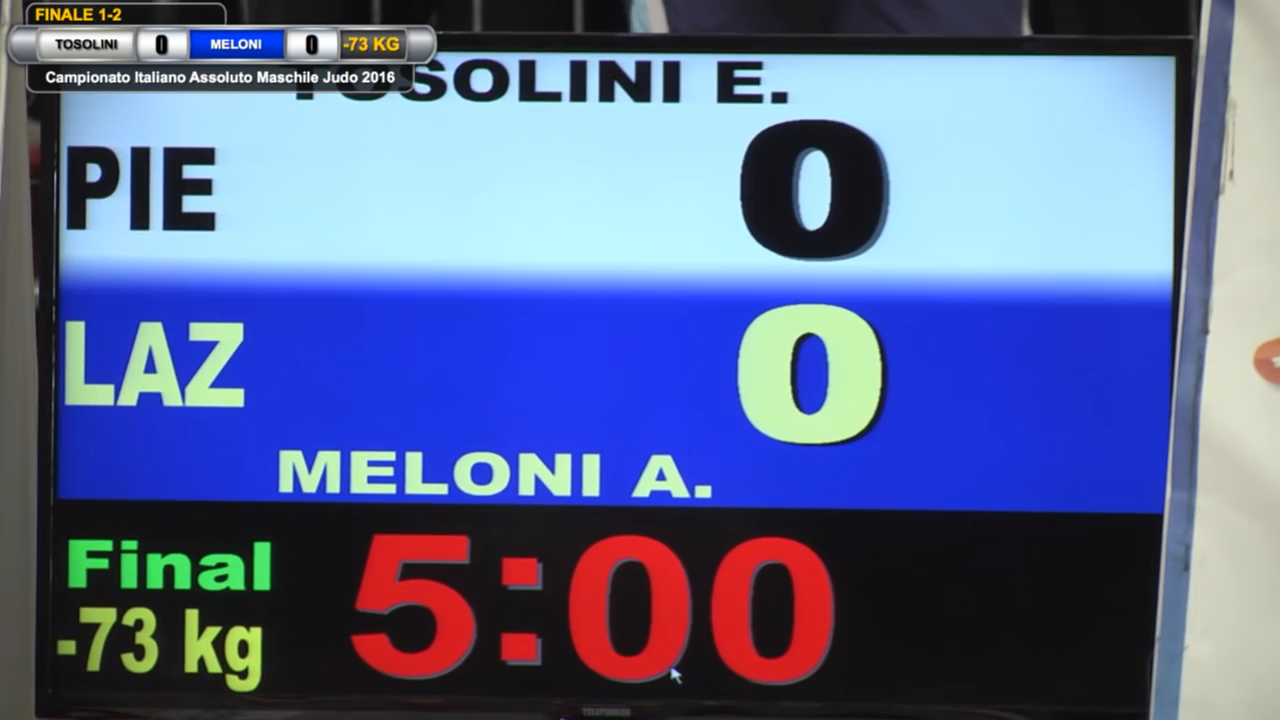 FINALE 1-2
TOSOLINI 0 MELONI 0 -73 KG
Campionato Italiano Assoluto Maschile Judo 2016
TOSOLINI E.
PIE 0
LAZ 0
MELONI A.
Final 5:00
-73 kg
TELEFUNKEN